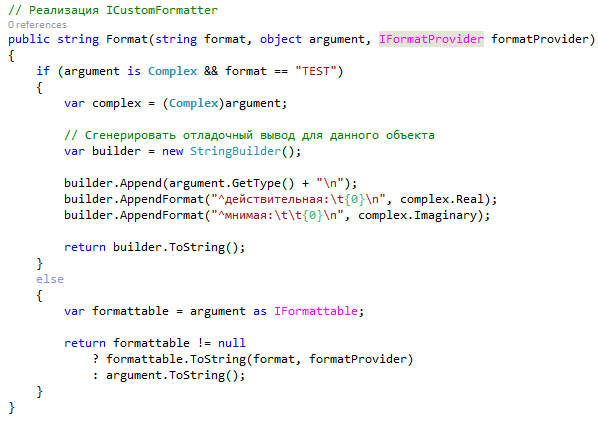 // Реализация ICustomFormatter
0 references
public string Format(string format, object argument, IFormatProvider formatProvider)
{
    if (argument is Complex && format == "TEST")
    {
        var complex = (Complex)argument;

        // Сгенерировать отладочный вывод для данного объекта
        var builder = new StringBuilder();

        builder.Append(argument.GetType() + "\n");
        builder.AppendFormat("^действительная:\t{0}\n", complex.Real);
        builder.AppendFormat("^мнимая:\t\t{0}\n", complex.Imaginary);

        return builder.ToString();
    }
    else
    {
        var formattable = argument as IFormattable;

        return formattable != null
            ? formattable.ToString(format, formatProvider)
            : argument.ToString();
    }
}